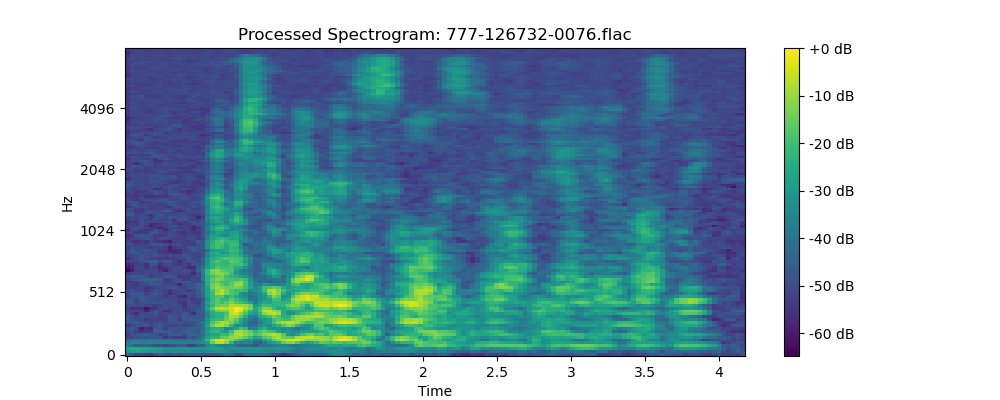 Processed Spectrogram: 777-126732-0076.flac
Hz
4096
2048
1024
512
0
0 0.5 1 1.5 2 2.5 3 3.5 4
Time
+0 dB
-10 dB
-20 dB
-30 dB
-40 dB
-50 dB
-60 dB